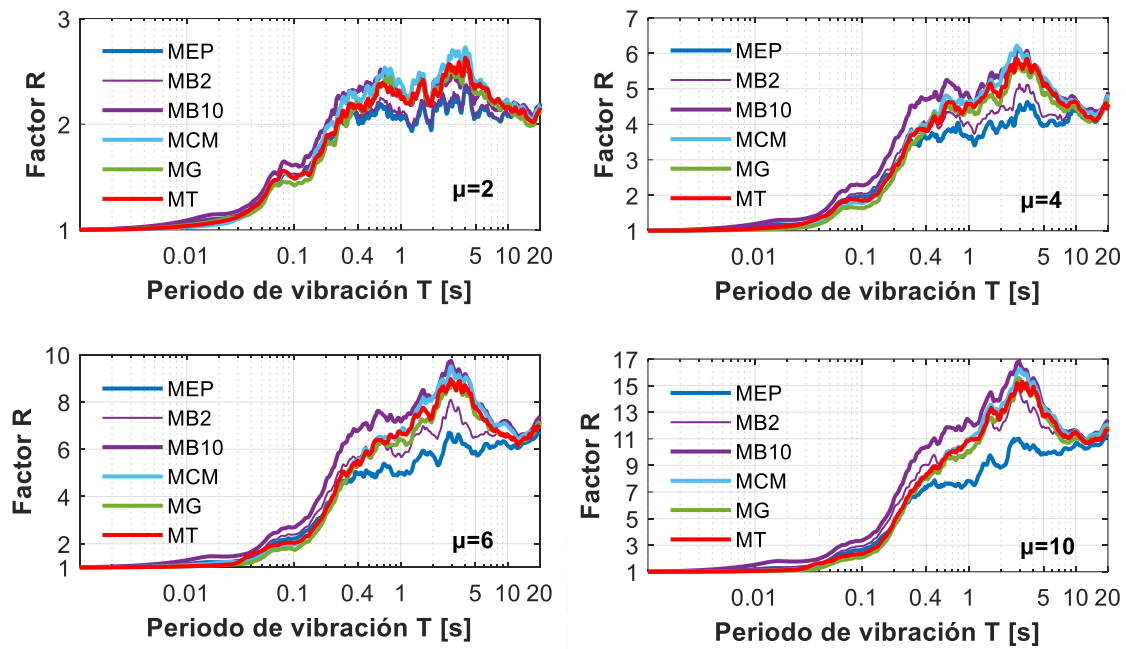 3
2
1
Factor R
MEP
MB2
MB10
MCM
MG
MT
μ=2
0.01 0.1 0.4 1 5 10 20
Periodo de vibración T [s]
7
6
5
4
3
2
1
Factor R
MEP
MB2
MB10
MCM
MG
MT
μ=4
0.01 0.1 0.4 1 5 10 20
Periodo de vibración T [s]
10
8
6
4
2
1
Factor R
MEP
MB2
MB10
MCM
MG
MT
μ=6
0.01 0.1 0.4 1 5 10 20
Periodo de vibración T [s]
17
15
13
11
9
7
5
3
1
Factor R
MEP
MB2
MB10
MCM
MG
MT
μ=10
0.01 0.1 0.4 1 5 10 20
Periodo de vibración T [s]